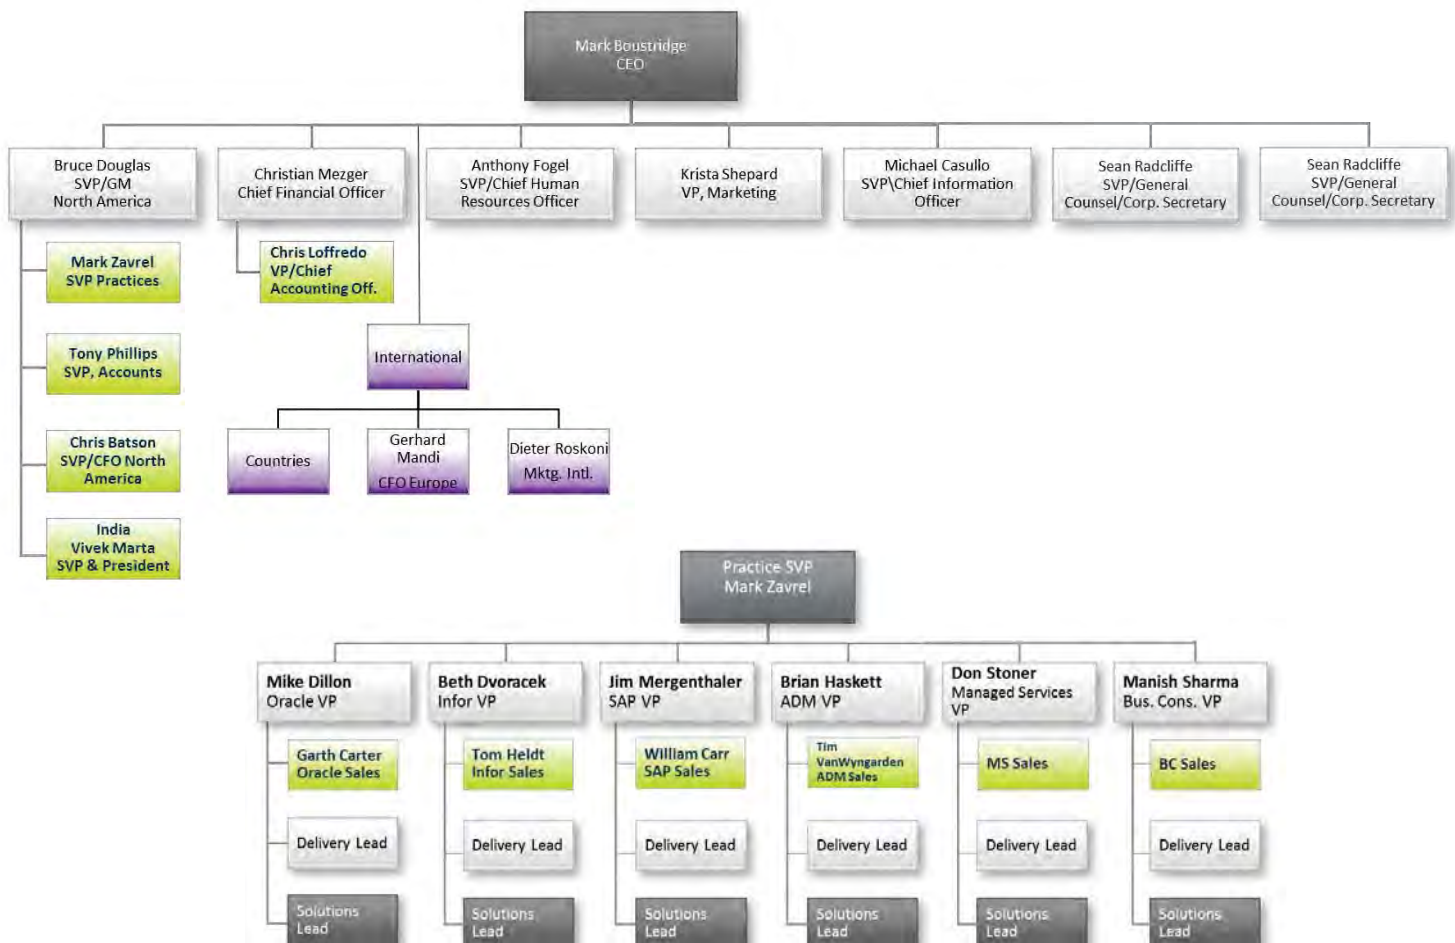 Mark Boustridge
CEO
Bruce Douglas
SVP/GM
North America
Christian Mezger
Chief Financial Officer
Anthony Fogel
SVP/Chief Human
Resources Officer
Krista Shepard
VP, Marketing
Michael Casullo
SVP\Chief Information
Officer
Sean Radcliffe
SVP/General
Counsel/Corp. Secretary
Sean Radcliffe
SVP/General
Counsel/Corp. Secretary
Mark Zavrel
SVP Practices
Tony Phillips
SVP, Accounts
Chris Batson
SVP/CFO North
America
India
Vivek Marta
SVP & President
Chris Loffredo
VP/Chief
Accounting Off.
International
Countries
Gerhard
Mandi
CFO Europe
Dieter Roskoni
Mktg. Intl.
Practice SVP
Mark Zavrel
Mike Dillon
Oracle VP
Garth Carter
Oracle Sales
Delivery Lead
Solutions
Lead
Beth Dvoracek
Infor VP
Tom Heldt
Infor Sales
Delivery Lead
Solutions
Lead
Jim Mergenthaler
SAP VP
William Carr
SAP Sales
Delivery Lead
Solutions
Lead
Brian Haskett
ADM VP
Tim
VanWyngarden
ADM Sales
Delivery Lead
Solutions
Lead
Don Stoner
Managed Services
VP
MS Sales
Delivery Lead
Solutions
Lead
Manish Sharma
Bus. Cons. VP
BC Sales
Delivery Lead
Solutions
Lead